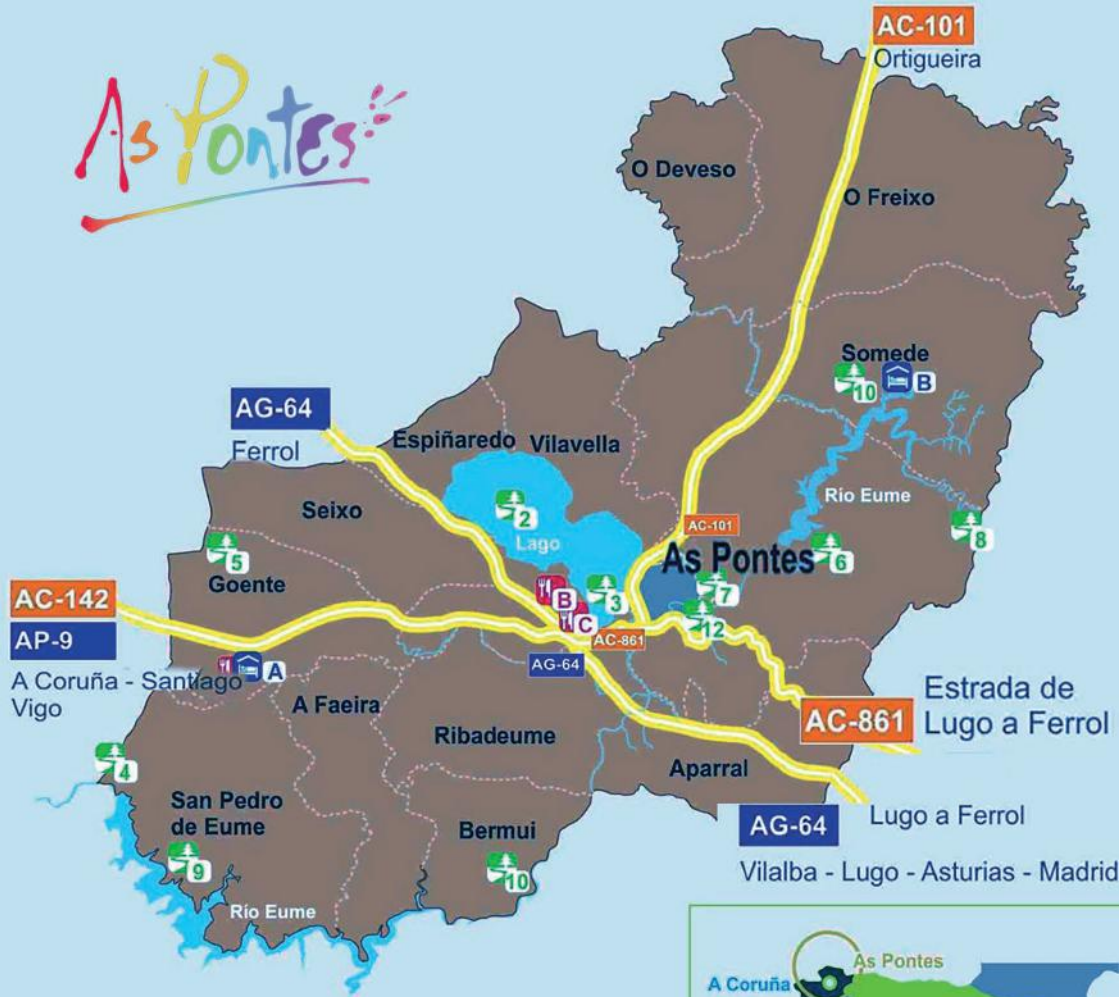 AC-101
Ortigueira
As Pontes
O Deveso
O Freixo
Somede
10
B
AG-64
Ferrol
Espiñaredo
Vilavella
Río Eume
Seixo
2
Lago
8
AC-101
5
As Pontes
6
Goente
7
AC-142
B
3
C
12
AC-861
AP-9
AG-64
A Coruña - Santiago
Vigo
A
A Faeira
Estrada de
Lugo a Ferrol
AC-861
Ribadeume
4
Aparral
San Pedro
de Eume
Bermui
AG-64
Lugo a Ferrol
9
10
Vilalba - Lugo - Asturias - Madrid
Río Eume
As Pontes
A Coruña